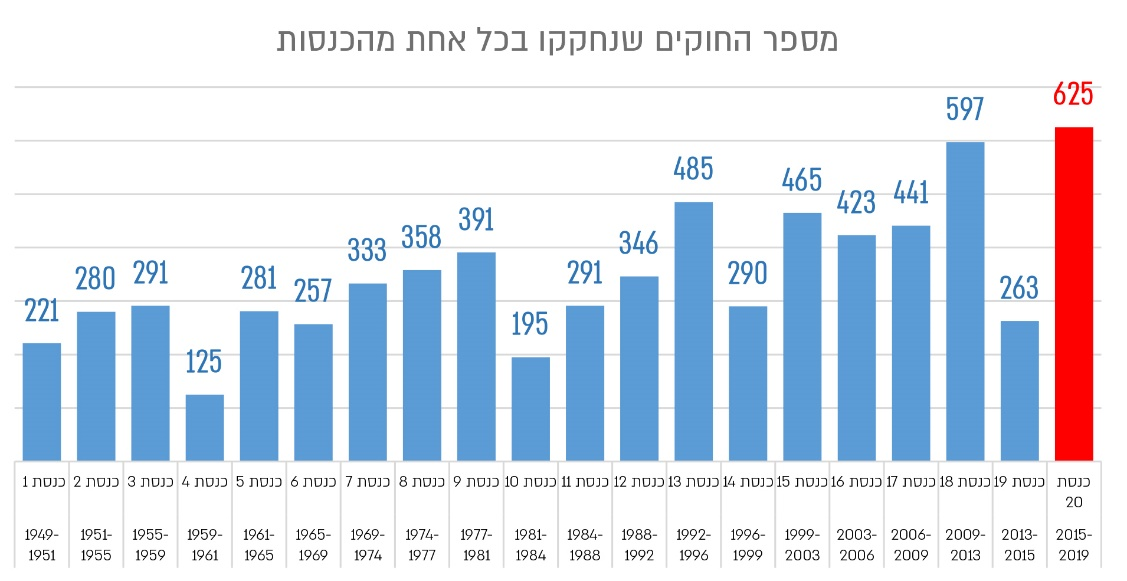 מספר החוקים שנחקקו בכל אחת מהכנסות
221
280
291
125
281
257
333
358
391
195
291
346
485
290
465
423
441
597
263
625
כנסת 1
כנסת 2
כנסת 3
כנסת 4
כנסת 5
כנסת 6
כנסת 7
כנסת 8
כנסת 9
כנסת 10
כנסת 11
כנסת 12
כנסת 13
כנסת 14
כנסת 15
כנסת 16
כנסת 17
כנסת 18
כנסת 19
כנסת
20
1949-
1951
1951-
1955
1955-
1959
1959-
1961
1961-
1965
1965-
1969
1969-
1974
1974-
1977
1977-
1981
1981-
1984
1984-
1988
1988-
1992
1992-
1996
1996-
1999
1999-
2003
2003-
2006
2006-
2009
2009-
2013
2013-
2015
2015-
2019